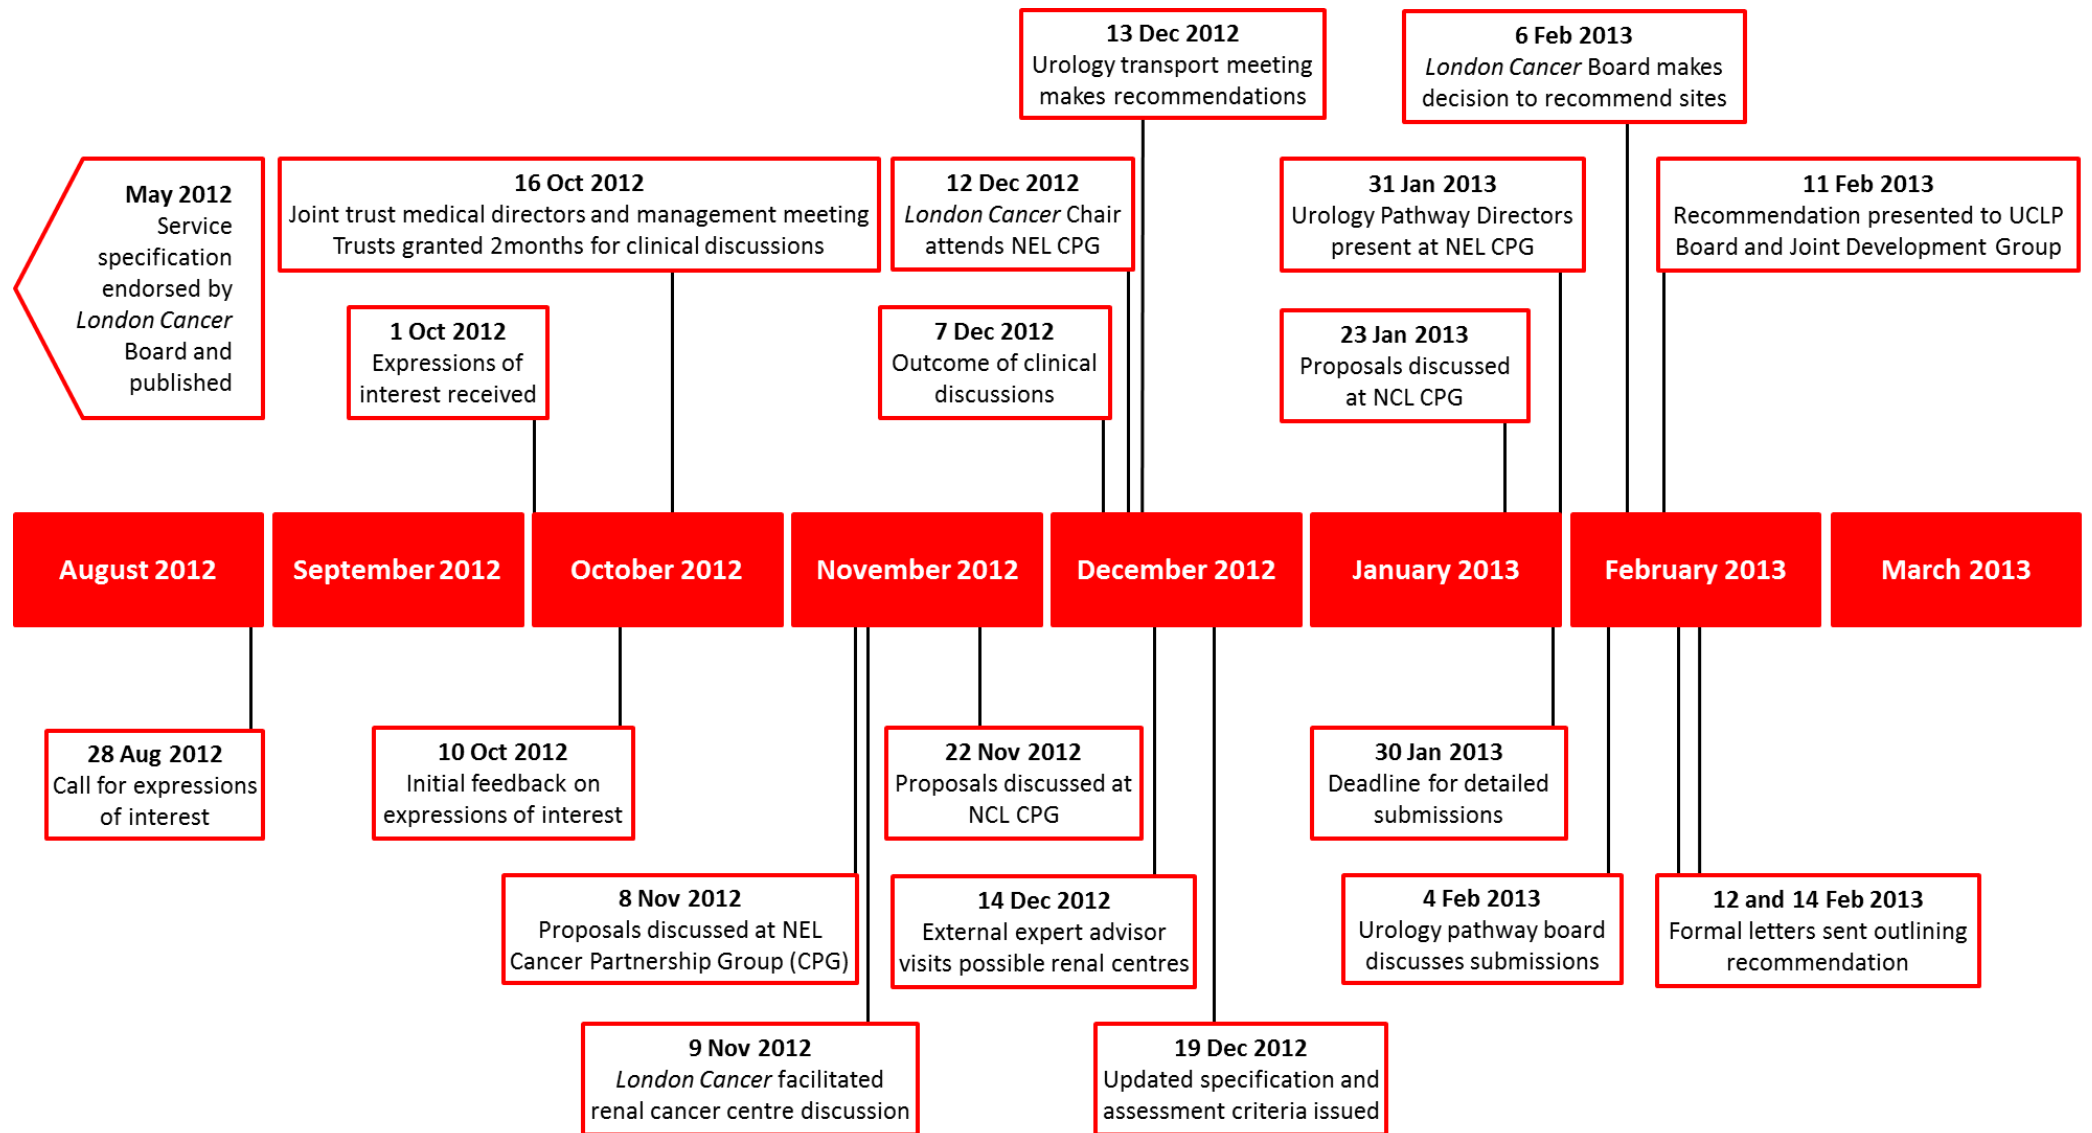 13 Dec 2012
Urology transport meeting
makes recommendations
6 Feb 2013
London Cancer Board makes
decision to recommend sites
May 2012
Service
specification
endorsed by
London Cancer
Board and
published
16 Oct 2012
Joint trust medical directors and management meeting
Trusts granted 2months for clinical discussions
12 Dec 2012
London Cancer Chair
attends NEL CPG
31 Jan 2013
Urology Pathway Directors
present at NEL CPG
11 Feb 2013
Recommendation presented to UCLP
Board and Joint Development Group
1 Oct 2012
Expressions of
interest received
7 Dec 2012
Outcome of clinical
discussions
23 Jan 2013
Proposals discussed
at NCL CPG
August 2012
September 2012
October 2012
November 2012
December 2012
January 2013
February 2013
March 2013
28 Aug 2012
Call for expressions
of interest
10 Oct 2012
Initial feedback on
expressions of interest
22 Nov 2012
Proposals discussed at
NCL CPG
30 Jan 2013
Deadline for detailed
submissions
8 Nov 2012
Proposals discussed at NEL
Cancer Partnership Group (CPG)
14 Dec 2012
External expert advisor
visits possible renal centres
4 Feb 2013
Urology pathway board
discusses submissions
12 and 14 Feb 2013
Formal letters sent outlining
recommendation
9 Nov 2012
London Cancer facilitated
renal cancer centre discussion
19 Dec 2012
Updated specification and
assessment criteria issued